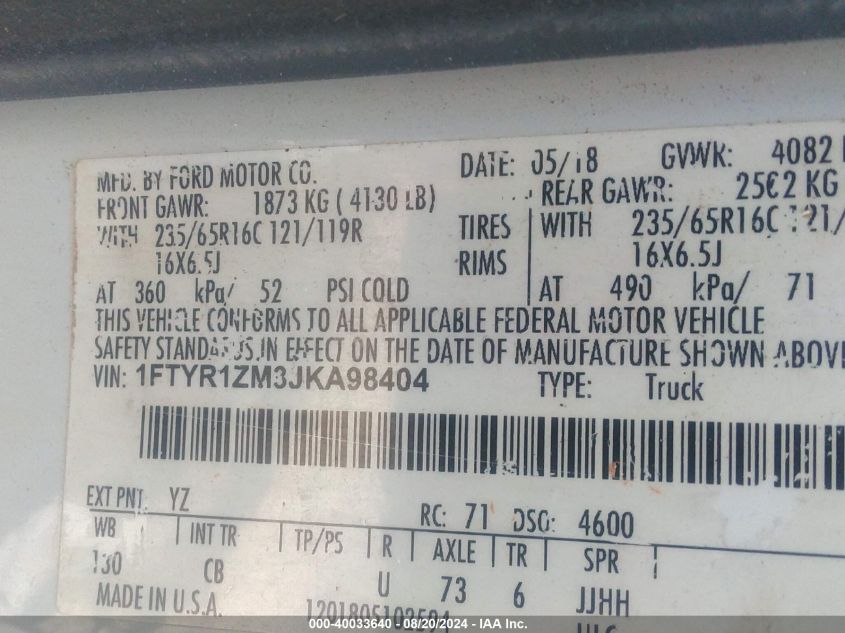 MFD. BY FORD MOTOR CO. DATE: 05/18 GVWR: 4082
FRONT GAWR: 1873 KG ( 4130 LB) REAR GAWR: 2502 KG
WITH 235/65R16C 121/119R TIRES WITH 235/65R16C 121/
16X6.5J RIMS 16X6.5J
AT 360 kPa/ 52 PSI COLD AT 490 kPa/ 71
THIS VEHICLE CONFORMS TO ALL APPLICABLE FEDERAL MOTOR VEHICLE
SAFETY STANDARDS IN EFFECT ON THE DATE OF MANUFACTURE SHOWN ABOVE
VIN: 1FTYR1ZM3JKA98404 TYPE: Truck
EXT PNT: YZ RC: 71 DSO: 4600
WB INT TR TP/PS R AXLE TR SPR
130 CB U 73 6 JJHH
MADE IN U.S.A.
000-40033640 - 08/20/2024 - IAA Inc.